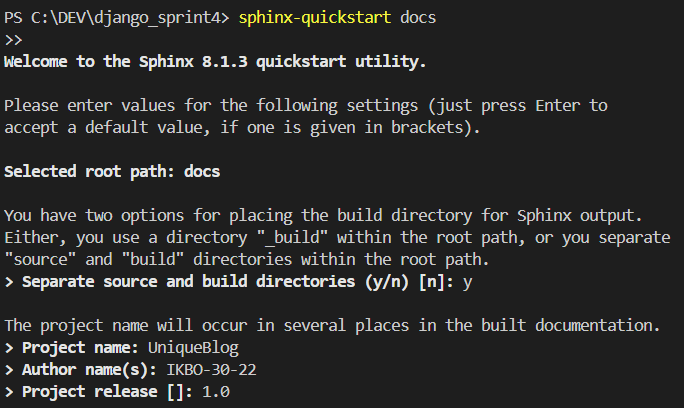 PS C:\DEV\django_sprint4> sphinx-quickstart docs
>>
Welcome to the Sphinx 8.1.3 quickstart utility.
Please enter values for the following settings (just press Enter to
accept a default value, if one is given in brackets).
Selected root path: docs
You have two options for placing the build directory for Sphinx output.
Either, you use a directory "_build" within the root path, or you separate
"source" and "build" directories within the root path.
> Separate source and build directories (y/n) [n]: y
The project name will occur in several places in the built documentation.
> Project name: UniqueBlog
> Author name(s): IKBO-30-22
> Project release []: 1.0